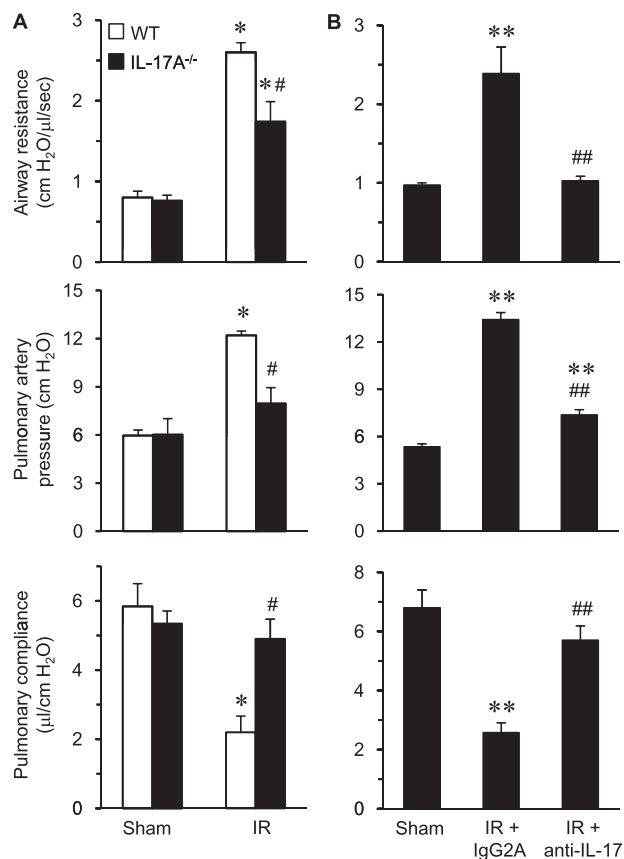 A
B
WT
IL-17A-/-
Airway resistance
(cm H2O/µl/sec)
3
2
1
0
*
*#
3
2
1
0
**
##
Pulmonary artery
pressure (cm H2O)
15
12
9
6
3
0
*
#
15
12
9
6
3
0
**
**
##
Pulmonary compliance
(µl/cm H2O)
8
6
4
2
0
*
#
Sham
IR
8
6
4
2
0
**
##
Sham
IR +
IgG2A
IR +
anti-IL-17